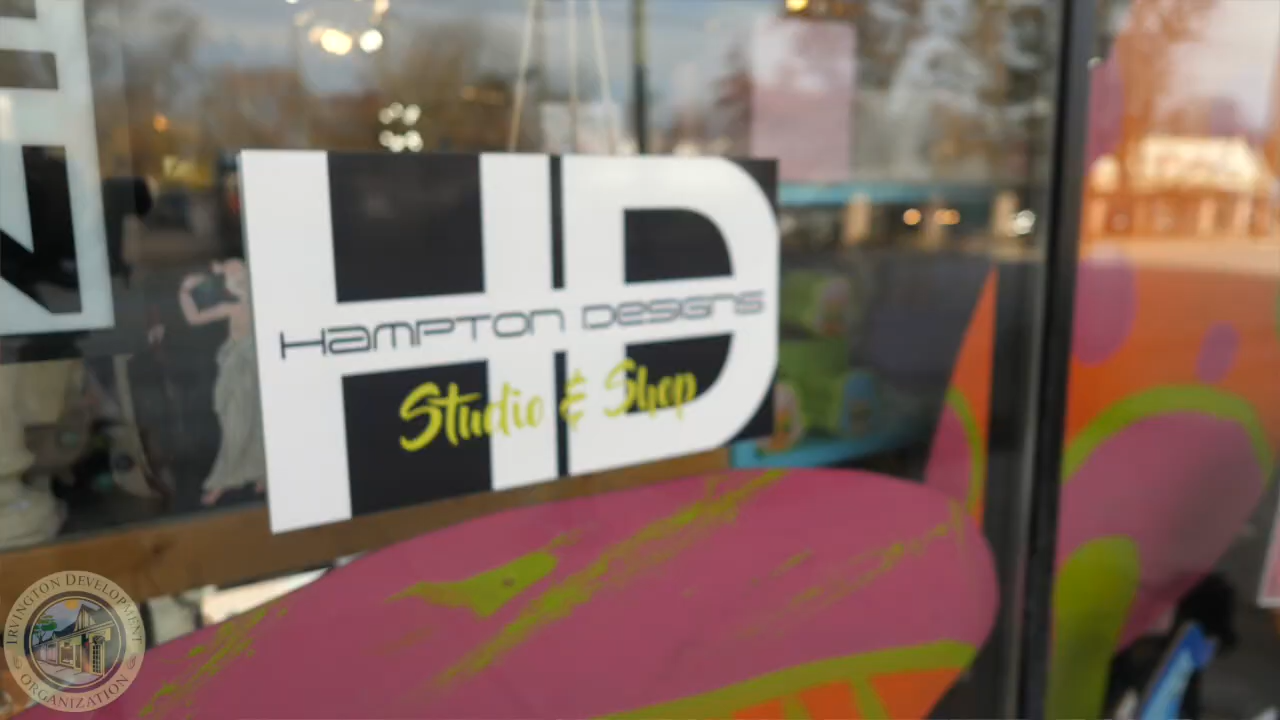 HD
HAMPTON DESIGNS
Studio & Shop
IRVINGTON DEVELOPMENT
ORGANIZATION